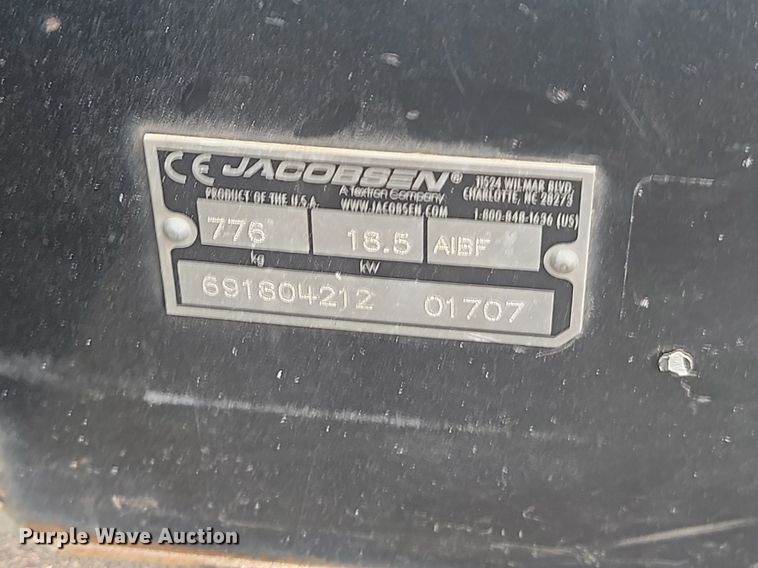 CE JACOBSEN®
A Textron Company
11524 WILMAR BLVD.
CHARLOTTE, NC 28273
PRODUCT OF THE U.S.A. WWW.JACOBSEN.COM 1-800-848-1636 (US)
776 18.5 AIBF
kg kW
691804212 01707
Purple Wave Auction